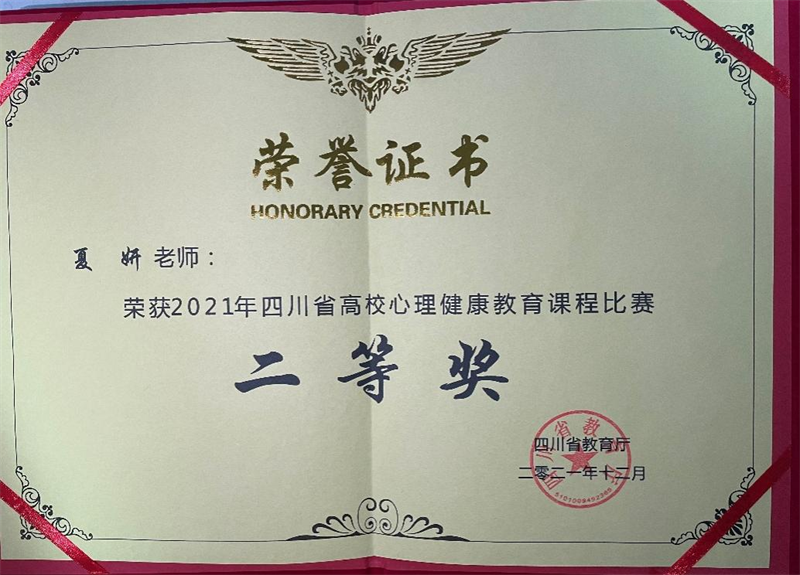 荣誉证书
HONORARY CREDENTIAL
夏 妍 老师：
荣获2021年四川省高校心理健康教育课程比赛
二等奖
四川省教育厅
二零二一年十二月